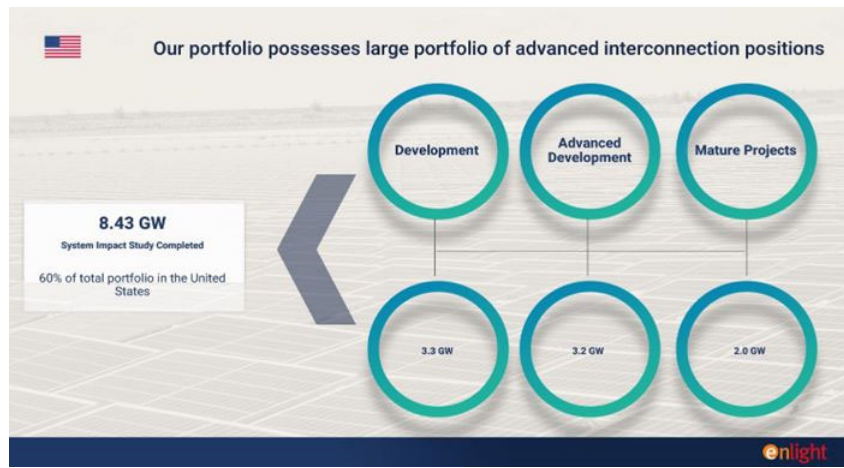 Our portfolio possesses large portfolio of advanced interconnection positions
Development
Advanced
Development
Mature Projects
8.43 GW
System Impact Study Completed
60% of total portfolio in the United
States
3.3 GW
3.2 GW
2.0 GW
enlight